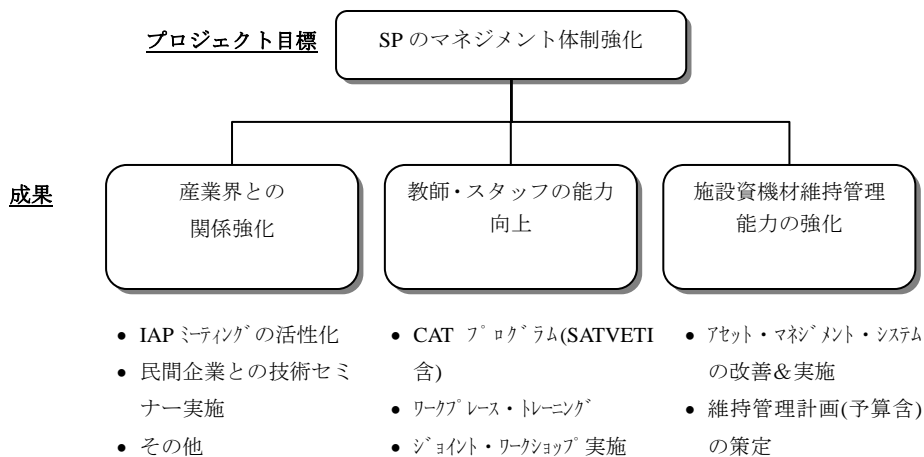 プロジェクト目標
SP のマネジメント体制強化
成果
産業界との
関係強化
教師・スタッフの能力
向上
施設資機材維持管理
能力の強化
• IAP ﾐｰﾃｨﾝｸﾞの活性化
• 民間企業との技術セミ
ナー実施
• その他
• CAT ﾌﾟﾛｸﾞﾗﾑ(SATVETI
含)
• ﾜｰｸﾌﾟﾚｰｽ・ﾄﾚｰﾆﾝｸﾞ
• ｼﾞｮｲﾝﾄ・ﾜｰｸｼｮｯﾌﾟ実施
• ｱｾｯﾄ・ﾏﾈｼﾞﾒﾝﾄ・ｼｽﾃﾑ
の改善&実施
• 維持管理計画(予算含)
の策定